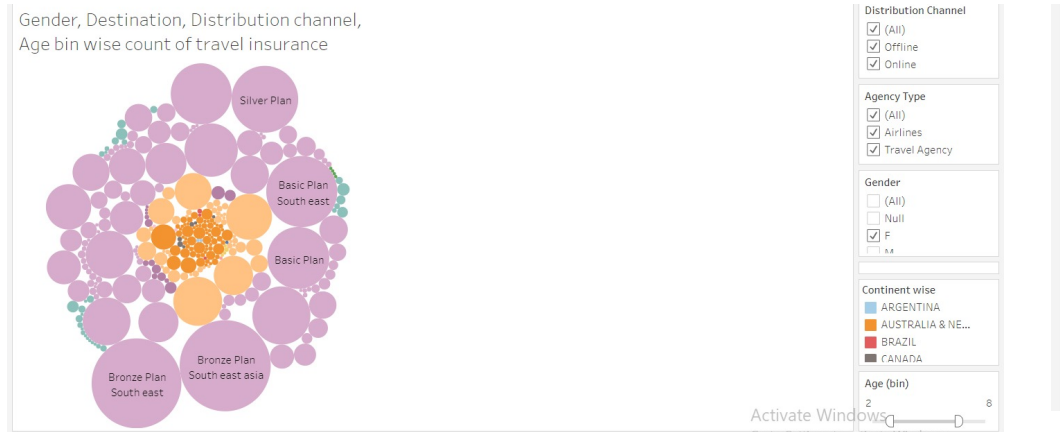 Gender, Destination, Distribution channel,
Age bin wise count of travel insurance
Silver Plan
Basic Plan
South east
Basic Plan
Bronze Plan
South east asia
Bronze Plan
South east
Distribution Channel
(All)
Offline
Online
Agency Type
(All)
Airlines
Travel Agency
Gender
(All)
Null
F
M
Continent wise
ARGENTINA
AUSTRALIA & NE...
BRAZIL
CANADA
Age (bin)
2 8
Activate Windows